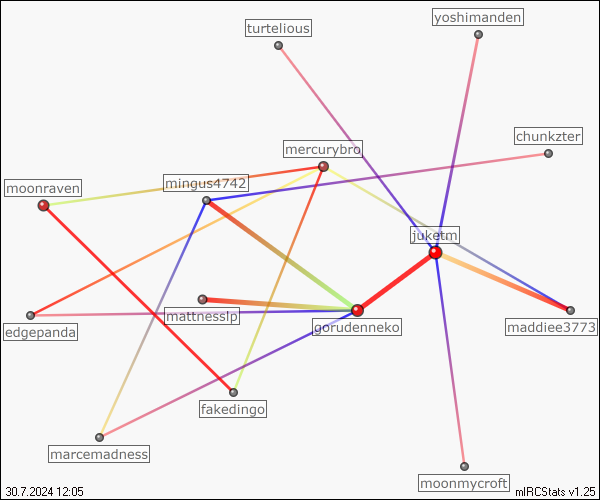 yoshimanden
turtelious
chunkzter
mercurybro
mingus4742
moonraven
juketm
mattnesslp
gorudenneko
maddiee3773
edgepanda
fakedingo
marcemadness
moonmycroft
30.7.2024 12:05
mIRCStats v1.25